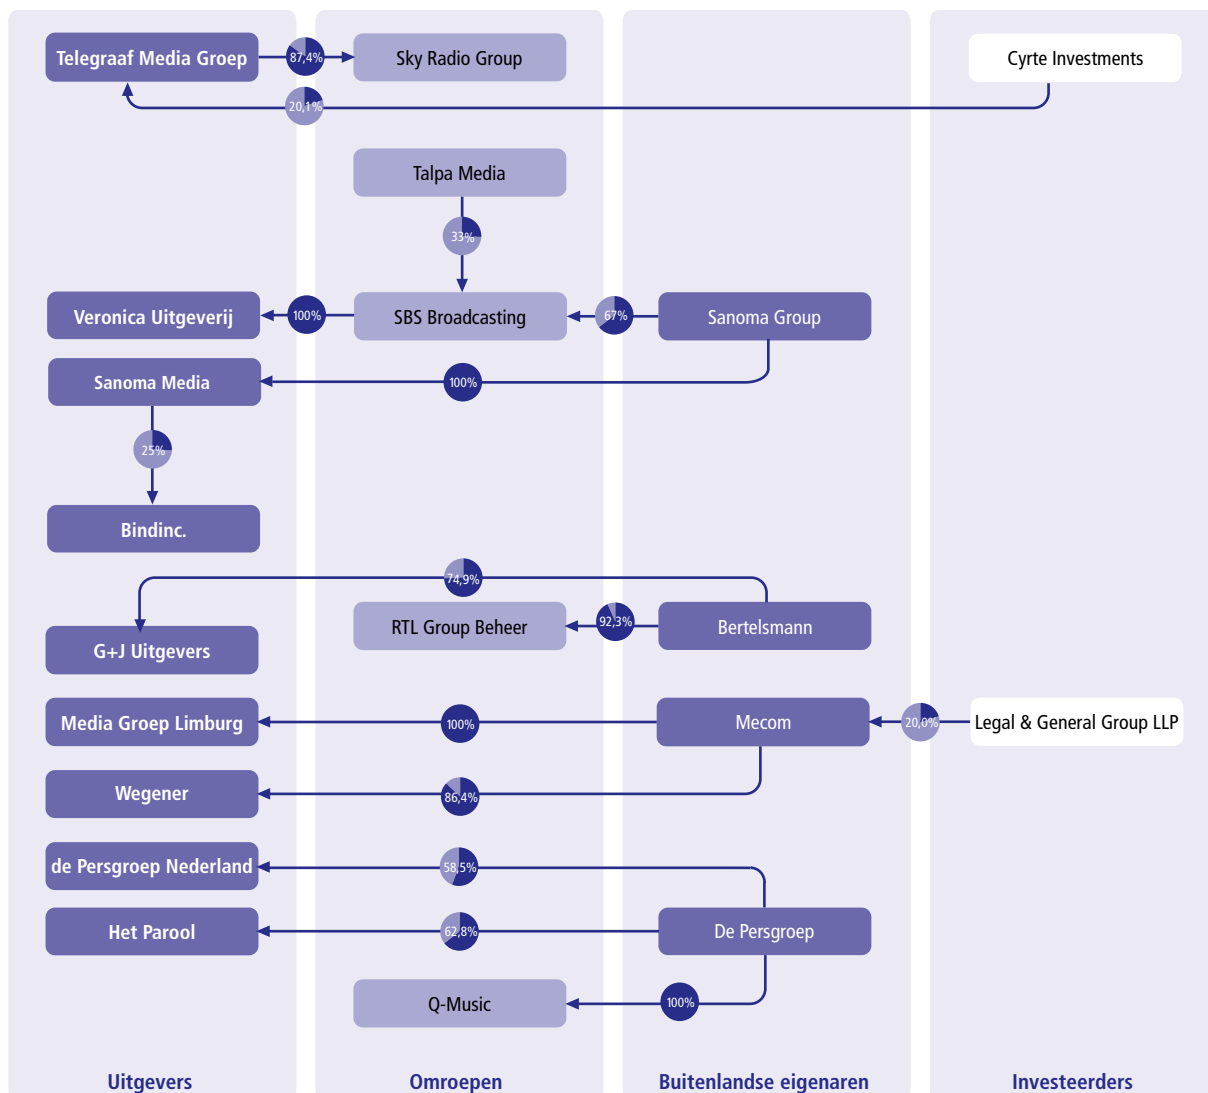 Telegraaf Media Groep
87,4%
Sky Radio Group
Cyrte Investments
20,1%
Talpa Media
33%
Veronica Uitgeverij
100%
SBS Broadcasting
67%
Sanoma Group
Sanoma Media
100%
25%
Bindinc.
74,9%
RTL Group Beheer
92,3%
Bertelsmann
G+J Uitgevers
Media Groep Limburg
100%
Mecom
20,0%
Legal & General Group LLP
Wegener
86,4%
de Persgroep Nederland
58,5%
Het Parool
62,8%
De Persgroep
Q-Music
100%
Uitgevers
Omroepen
Buitenlandse eigenaren
Investeerders